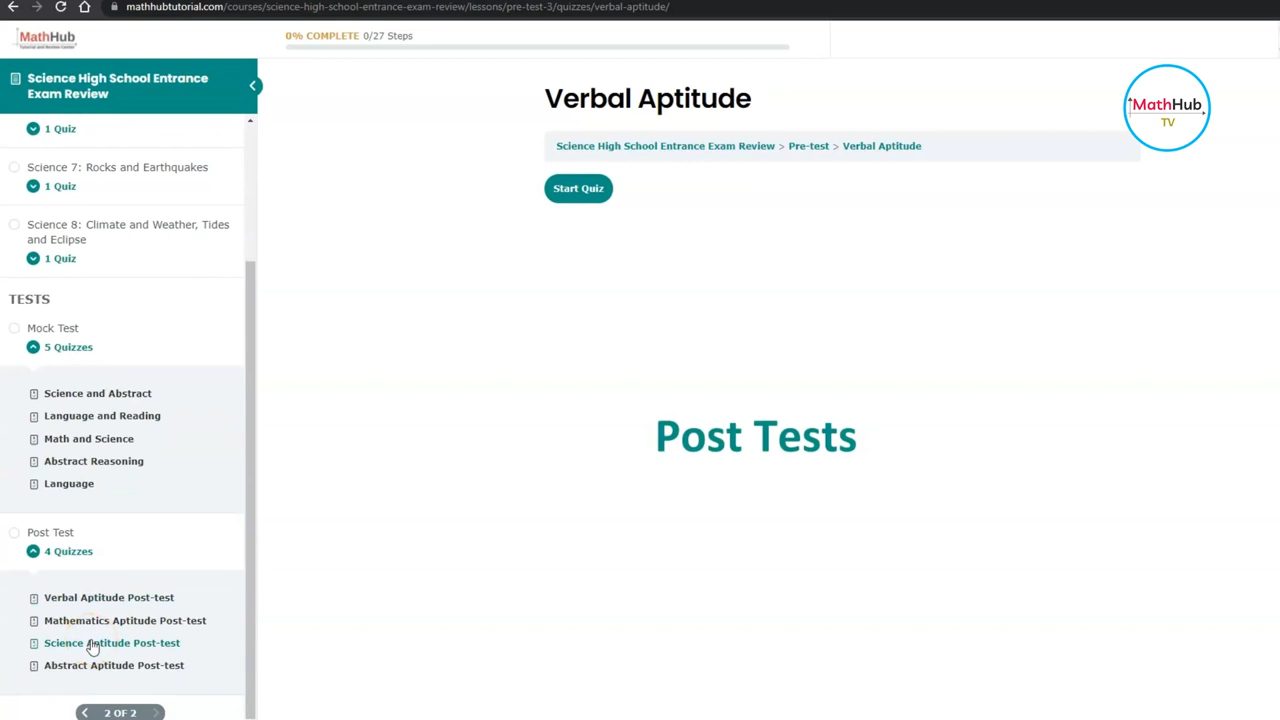 mathhubtutorial.com/courses/science-high-school-entrance-exam-review/lessons/pre-test-3/quizzes/verbal-aptitude/
MathHub
Tutorial and Review Center
0% COMPLETE 0/27 Steps
Science High School Entrance
Exam Review
1 Quiz
Science 7: Rocks and Earthquakes
1 Quiz
Science 8: Climate and Weather, Tides
and Eclipse
1 Quiz
TESTS
Mock Test
5 Quizzes
Science and Abstract
Language and Reading
Math and Science
Abstract Reasoning
Language
Post Test
4 Quizzes
Verbal Aptitude Post-test
Mathematics Aptitude Post-test
Science Aptitude Post-test
Abstract Aptitude Post-test
2 OF 2
Verbal Aptitude
Science High School Entrance Exam Review > Pre-test > Verbal Aptitude
Start Quiz
Post Tests
MathHub
TV